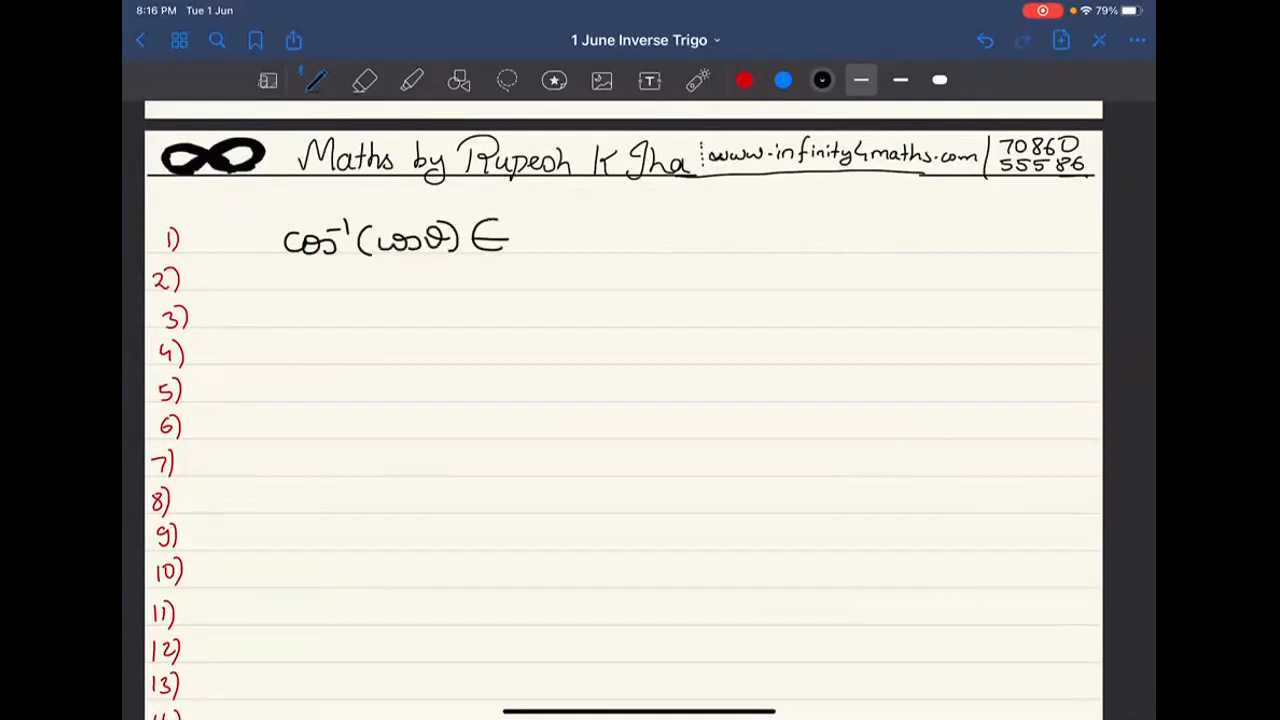 8:16 PM Tue 1 Jun
79%
1 June Inverse Trigo
T
Maths by Rupesh K Jha www.infinity4maths.com 70860
55586
1) cos⁻¹(cosθ) ∈
2)
3)
4)
5)
6)
7)
8)
9)
10)
11)
12)
13)